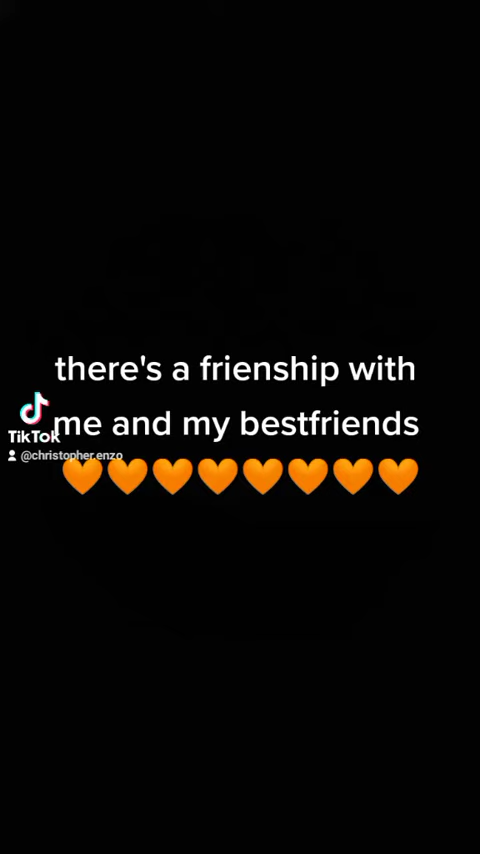 there's a frienship with
me and my bestfriends
🧡🧡🧡🧡🧡🧡🧡🧡
TikTok
@christopher.enzo